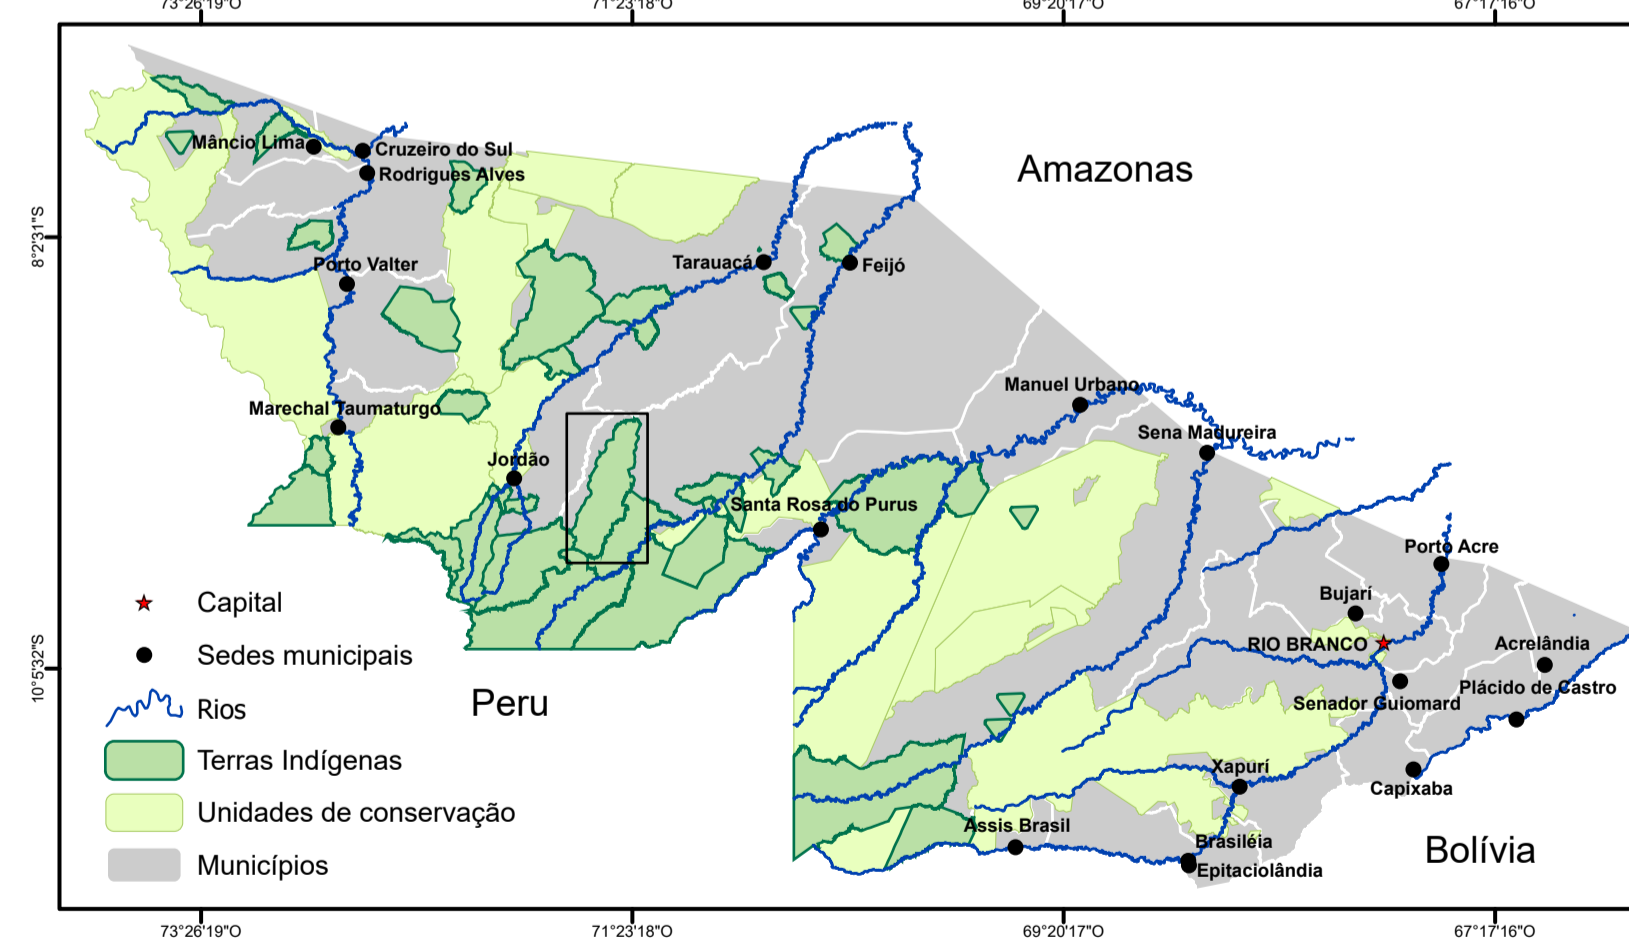 73°26'19"O 71°23'18"O 69°20'17"O 67°17'16"O
Amazonas
Mâncio Lima
Cruzeiro do Sul
Rodrigues Alves
8°2'31"S
Porto Valter
Tarauacá
Feijó
Manuel Urbano
Marechal Taumaturgo
Sena Madureira
Jordão
Santa Rosa do Purus
Porto Acre
Bujarí
RIO BRANCO
Acrelândia
10°5'32"S
Plácido de Castro
Senador Guiomard
Peru
Xapurí
Capixaba
Assis Brasil
Brasiléia
Epitaciolândia
Bolívia
Capital
Sedes municipais
Rios
Terras Indígenas
Unidades de conservação
Municípios
73°26'19"O 71°23'18"O 69°20'17"O 67°17'16"O